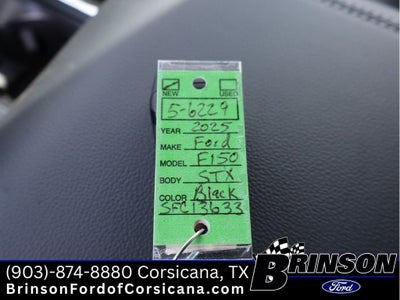 NEW USED
5-6229
YEAR 2025
MAKE Ford
MODEL F150
BODY STX
COLOR Black
SFC13633
(903)-874-8880 Corsicana, TX
BrinsonFordofCorsicana.com
BRINSON
Ford